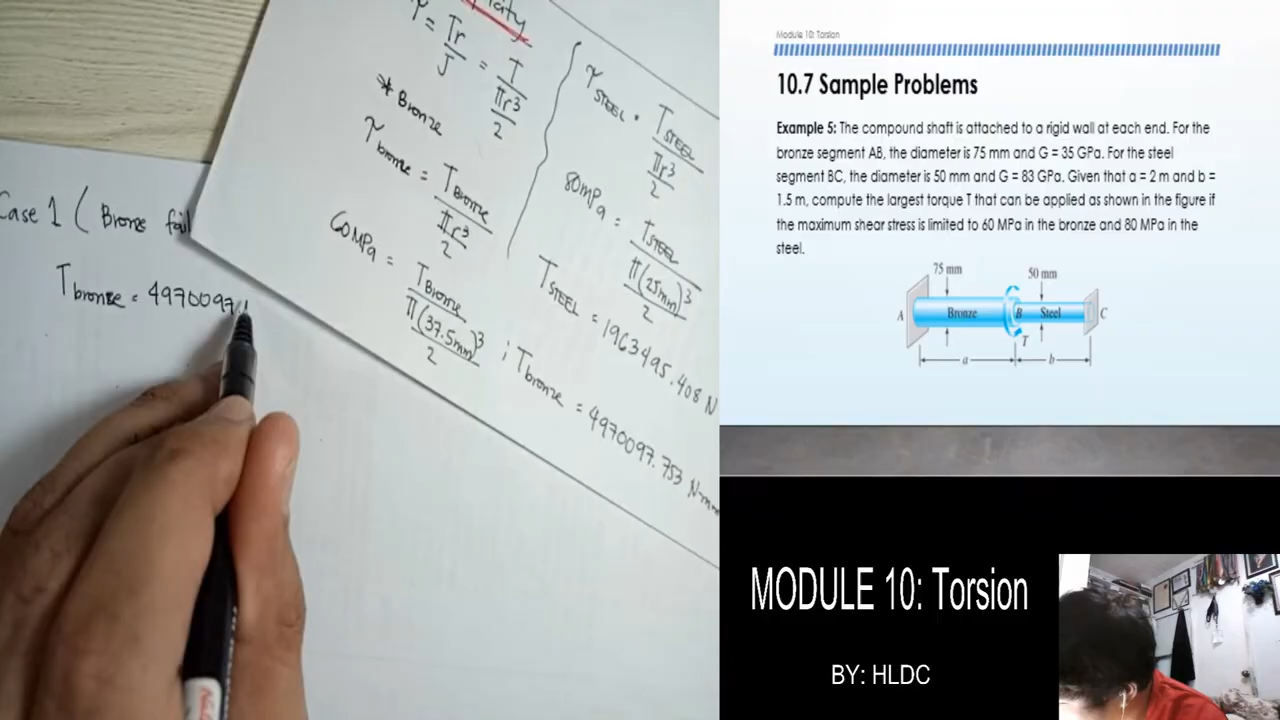 Case 1 ( Bronze fail
T bronze = 4970097.
τ = Tr / J = T / πr³ / 2
* Bronze
τ bronze = T Bronze / πr³ / 2
60MPa = T Bronze / π(37.5mm)³ / 2
; T bronze = 4970097.753 N-mm
τ STEEL = T STEEL / πr³ / 2
80MPa = T STEEL / π(25mm)³ / 2
T STEEL = 1963495.408 N
Module 10: Torsion
10.7 Sample Problems
Example 5: The compound shaft is attached to a rigid wall at each end. For the
bronze segment AB, the diameter is 75 mm and G = 35 GPa. For the steel
segment BC, the diameter is 50 mm and G = 83 GPa. Given that a = 2 m and b =
1.5 m, compute the largest torque T that can be applied as shown in the figure if
the maximum shear stress is limited to 60 MPa in the bronze and 80 MPa in the
steel.
75 mm
50 mm
A
Bronze
B
Steel
C
T
a
b
MODULE 10: Torsion
BY: HLDC